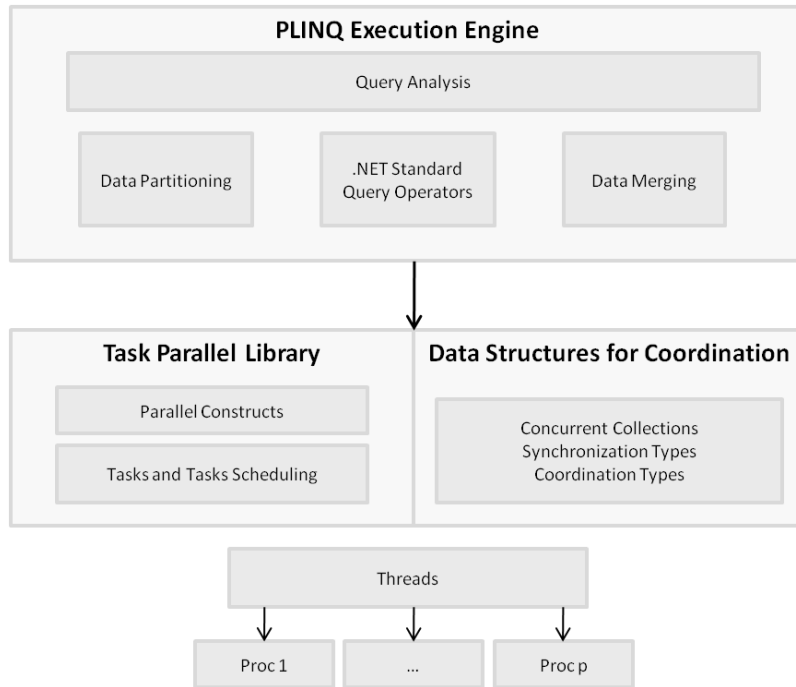 PLINQ Execution Engine
Query Analysis
Data Partitioning
.NET Standard
Query Operators
Data Merging
Task Parallel Library
Parallel Constructs
Tasks and Tasks Scheduling
Data Structures for Coordination
Concurrent Collections
Synchronization Types
Coordination Types
Threads
Proc 1
...
Proc p